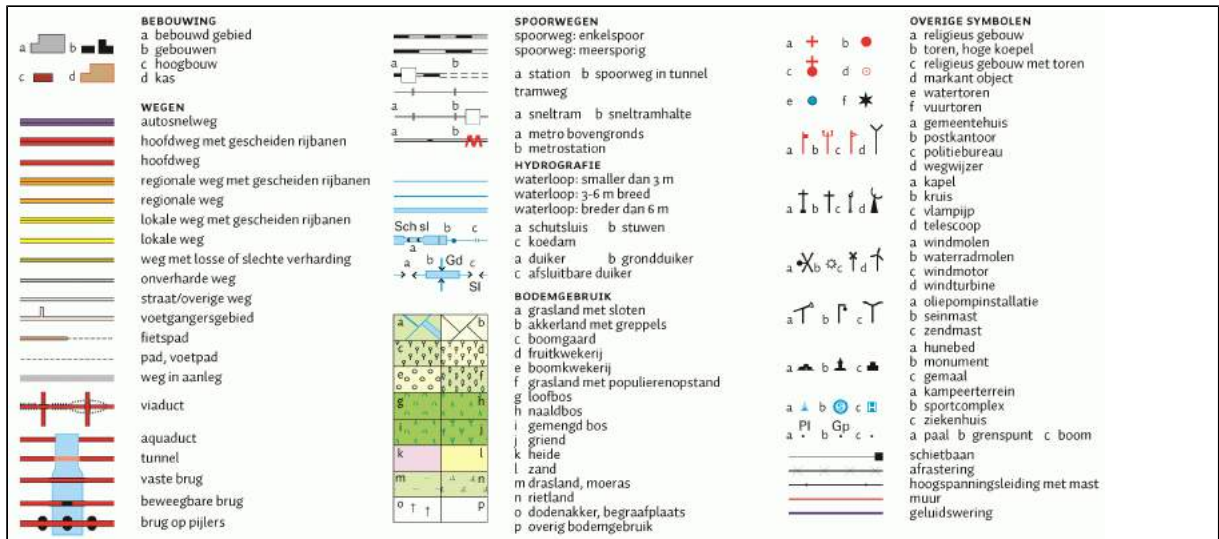 BEBOUWING
a bebouwd gebied
a b
b gebouwen
c hoogbouw
c d
d kas
WEGEN
autosnelweg
hoofdweg met gescheiden rijbanen
hoofdweg
regionale weg met gescheiden rijbanen
regionale weg
lokale weg met gescheiden rijbanen
lokale weg
weg met losse of slechte verharding
onverharde weg
straat/overige weg
voetgangersgebied
fietspad
pad, voetpad
weg in aanleg
viaduct
aquaduct
tunnel
vaste brug
beweegbare brug
brug op pijlers
SPOORWEGEN
spoorweg: enkelspoor
spoorweg: meersporig
a b
a station b spoorweg in tunnel
tramweg
a b
a sneltram b sneltramhalte
a b
a metro bovengronds
b metrostation
HYDROGRAFIE
waterloop: smaller dan 3 m
waterloop: 3-6 m breed
waterloop: breder dan 6 m
Sch sl b c
a
a schutsluis b stuwen
c koedam
a b Gd c
Sl
a duiker b grondduiker
c afsluitbare duiker
BODEMGEBRUIK
a b
c d
e f
g h
i j
k l
m n
o p
a grasland met sloten
b akkerland met greppels
c boomgaard
d fruitkwekerij
e boomkwekerij
f grasland met populierenopstand
g loofbos
h naaldbos
i gemengd bos
j griend
k heide
l zand
m drasland, moeras
n rietland
o dodenakker, begraafplaats
p overig bodemgebruik
OVERIGE SYMBOLEN
a b
c d
e f
a religieus gebouw
b toren, hoge koepel
c religieus gebouw met toren
d markant object
e watertoren
f vuurtoren
a b c d
a gemeentehuis
b postkantoor
c politiebureau
d wegwijzer
a b c d
a kapel
b kruis
c vlampijp
d telescoop
a b c d
a windmolen
b waterradmolen
c windmotor
d windturbine
a b c
a oliepompinstallatie
b seinmast
c zendmast
a b c
a hunebed
b monument
c gemaal
a b c
a kampeerterrein
b sportcomplex
c ziekenhuis
Pl Gp
a b c
a paal b grenspunt c boom
schietbaan
afrastering
hoogspanningsleiding met mast
muur
geluidswering